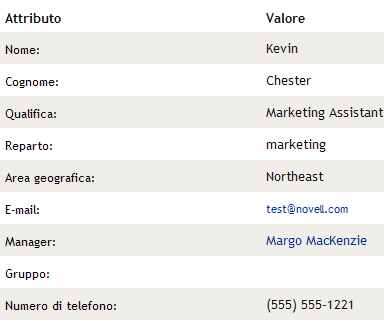 Attributo Valore
Nome: Kevin
Cognome: Chester
Qualifica: Marketing Assistant
Reparto: marketing
Area geografica: Northeast
E-mail: test@novell.com
Manager: Margo MacKenzie
Gruppo:
Numero di telefono: (555) 555-1221